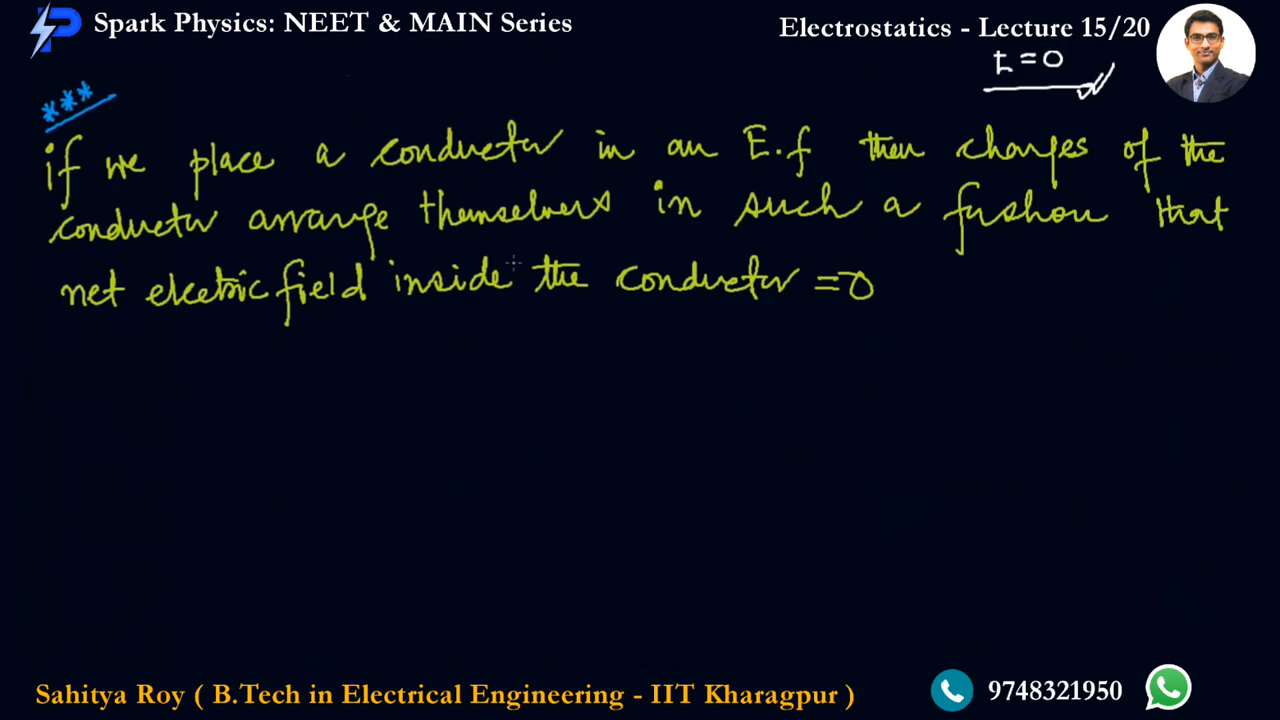 Spark Physics: NEET & MAIN Series
Electrostatics - Lecture 15/20
t = 0
***
if we place a conductor in an E.f then charges of the
conductor arrange themselves in such a fashon that
net electric field inside the conductor = 0
Sahitya Roy ( B.Tech in Electrical Engineering - IIT Kharagpur )
9748321950